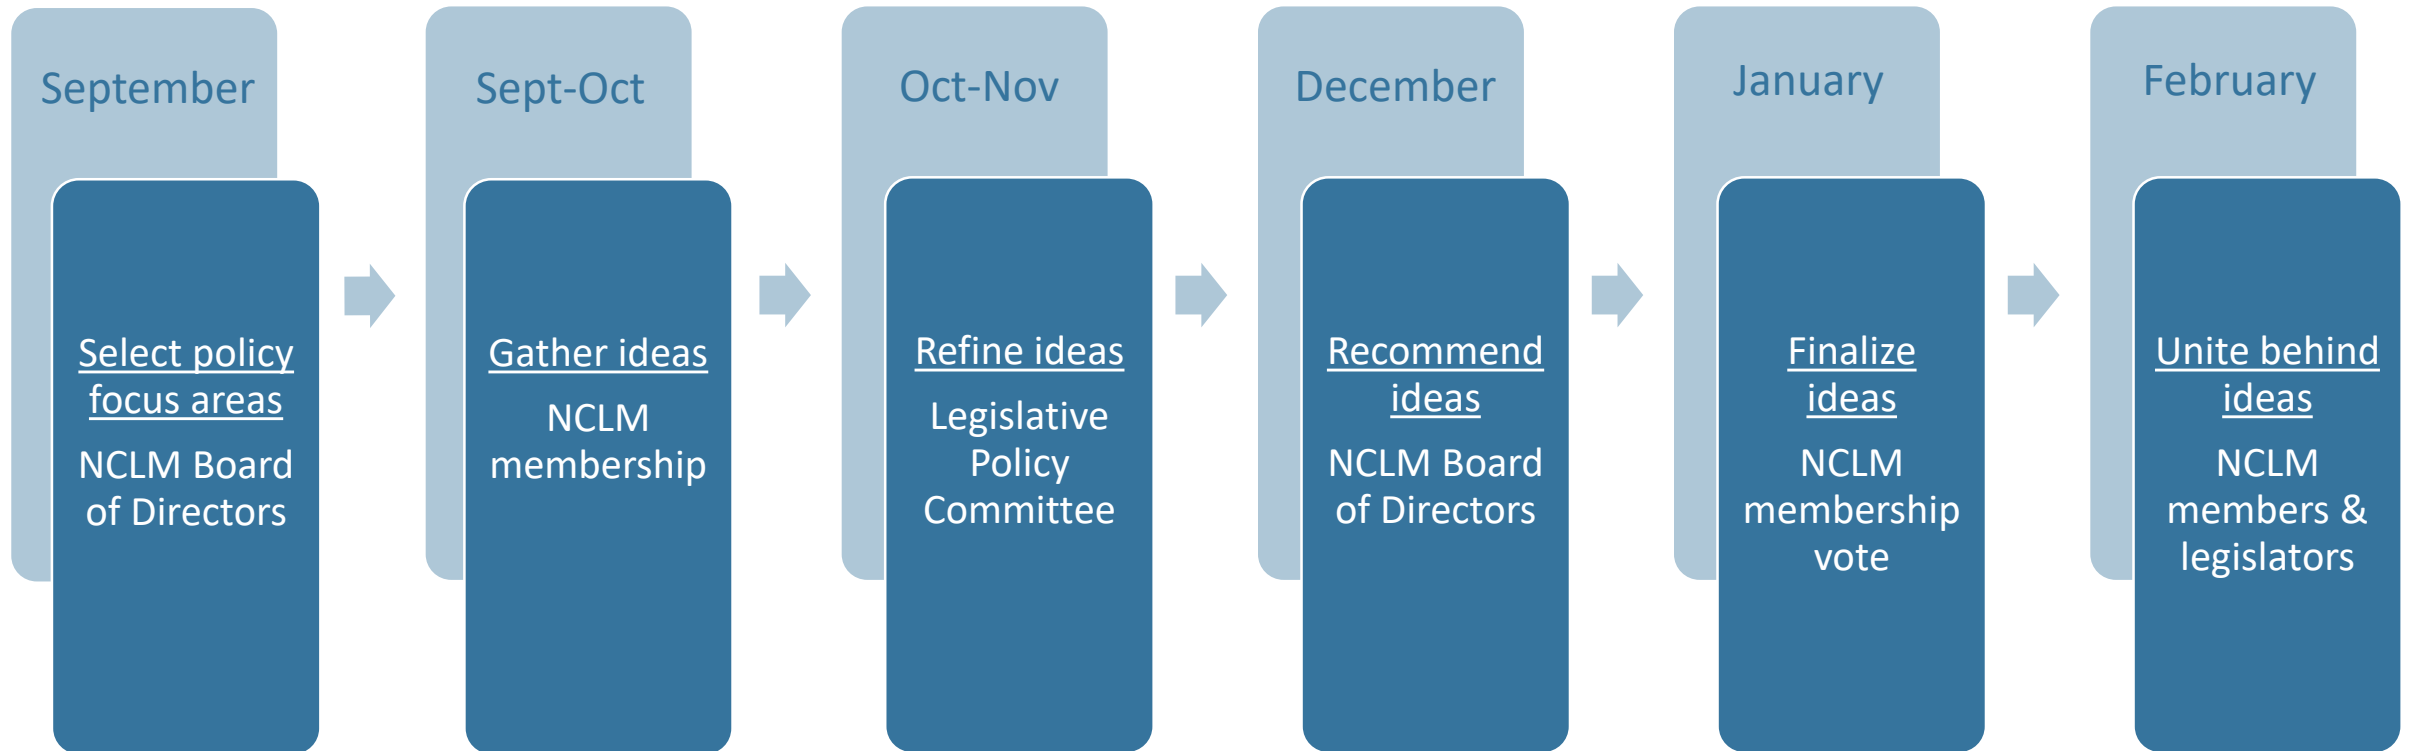 September
Select policy
focus areas
NCLM Board
of Directors
Sept-Oct
Gather ideas
NCLM
membership
Oct-Nov
Refine ideas
Legislative
Policy
Committee
December
Recommend
ideas
NCLM Board
of Directors
January
Finalize
ideas
NCLM
membership
vote
February
Unite behind
ideas
NCLM
members &
legislators